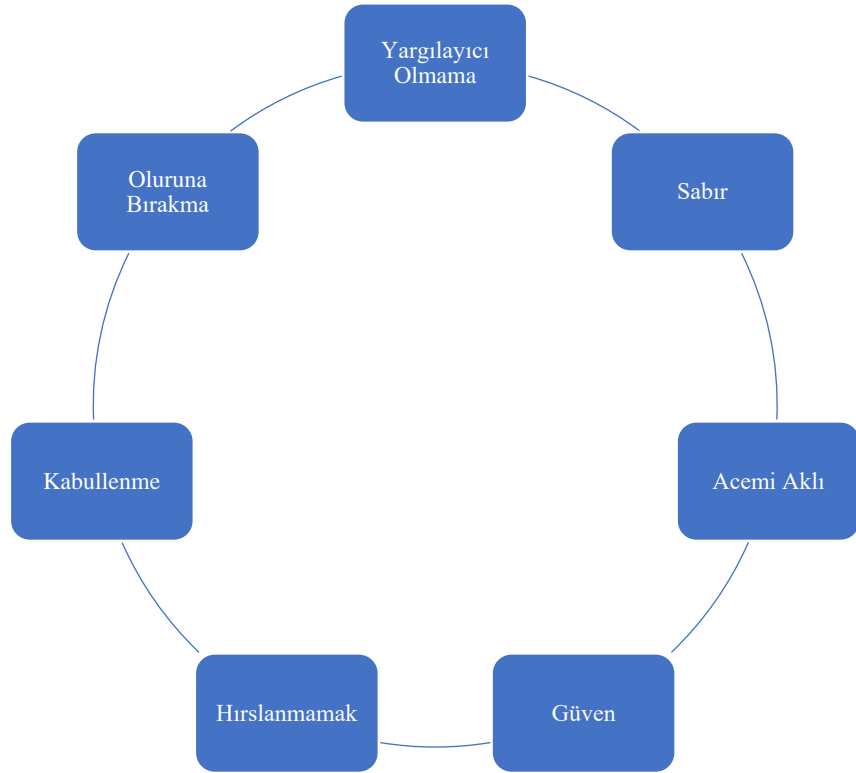 Yargılayıcı
Olmama
Sabır
Acemi Aklı
Güven
Hırslanmamak
Kabullenme
Oluruna
Bırakma